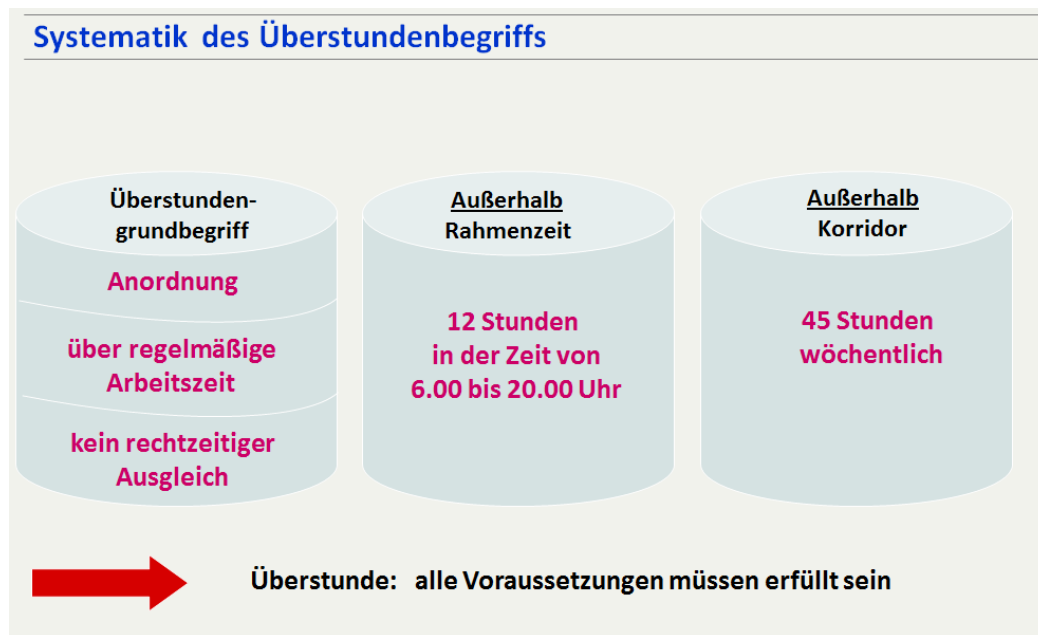 Systematik des Überstundenbegriffs
Überstunden-
grundbegriff
Anordnung
über regelmäßige
Arbeitszeit
kein rechtzeitiger
Ausgleich
Außerhalb
Rahmenzeit
12 Stunden
in der Zeit von
6.00 bis 20.00 Uhr
Außerhalb
Korridor
45 Stunden
wöchentlich
Überstunde: alle Voraussetzungen müssen erfüllt sein